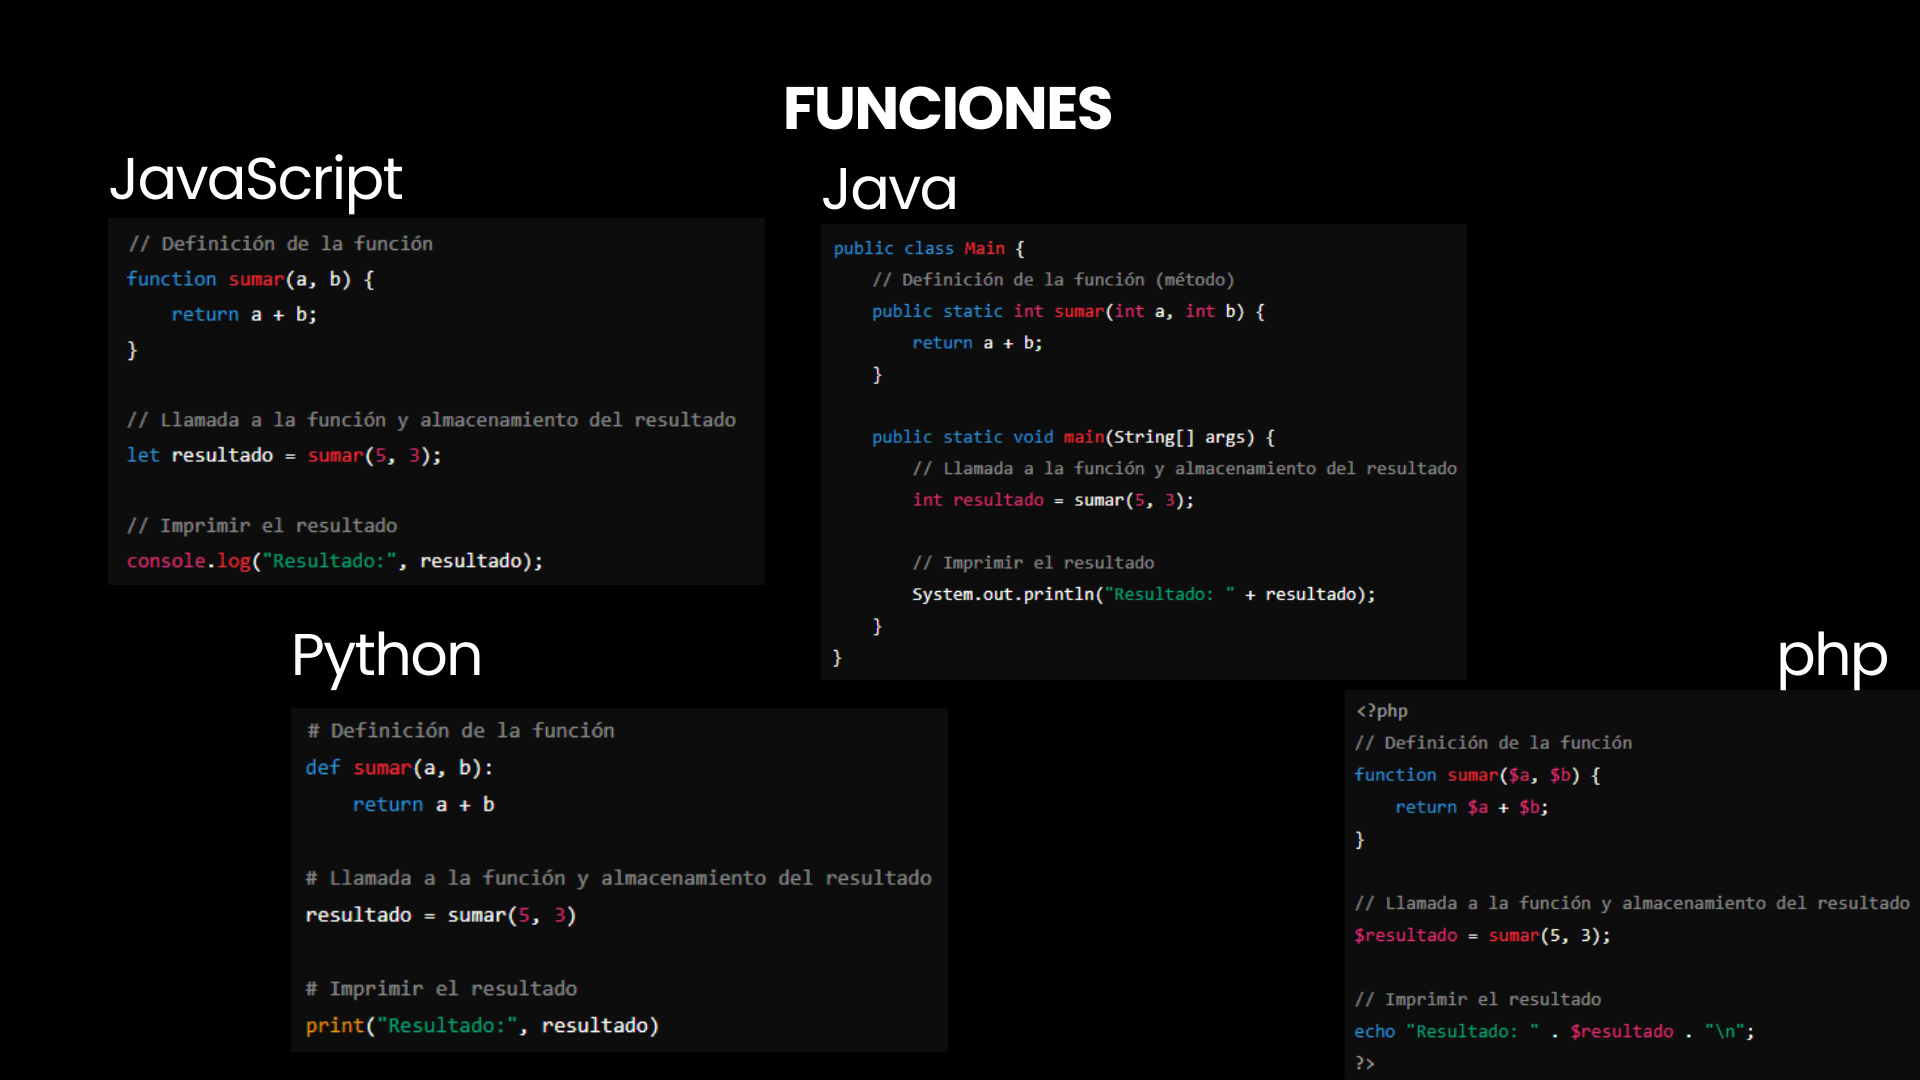 FUNCIONES
JavaScript
// Definición de la función
function sumar(a, b) {
    return a + b;
}
// Llamada a la función y almacenamiento del resultado
let resultado = sumar(5, 3);
// Imprimir el resultado
console.log("Resultado:", resultado);
Java
public class Main {
    // Definición de la función (método)
    public static int sumar(int a, int b) {
        return a + b;
    }
    public static void main(String[] args) {
        // Llamada a la función y almacenamiento del resultado
        int resultado = sumar(5, 3);
        // Imprimir el resultado
        System.out.println("Resultado: " + resultado);
    }
}
Python
# Definición de la función
def sumar(a, b):
    return a + b
# Llamada a la función y almacenamiento del resultado
resultado = sumar(5, 3)
# Imprimir el resultado
print("Resultado:", resultado)
php
<?php
// Definición de la función
function sumar($a, $b) {
    return $a + $b;
}
// Llamada a la función y almacenamiento del resultado
$resultado = sumar(5, 3);
// Imprimir el resultado
echo "Resultado: " . $resultado . "\n";
?>